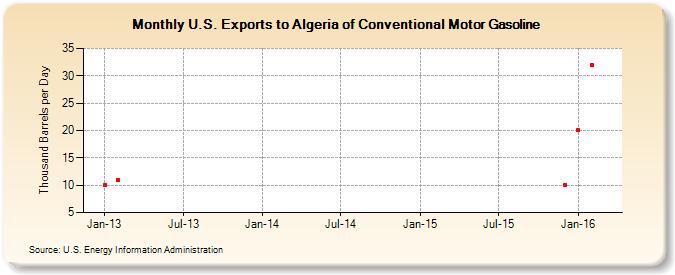 Monthly U.S. Exports to Algeria of Conventional Motor Gasoline
Thousand Barrels per Day
35
30
25
20
15
10
5
Jan-13 Jul-13 Jan-14 Jul-14 Jan-15 Jul-15 Jan-16
Source: U.S. Energy Information Administration